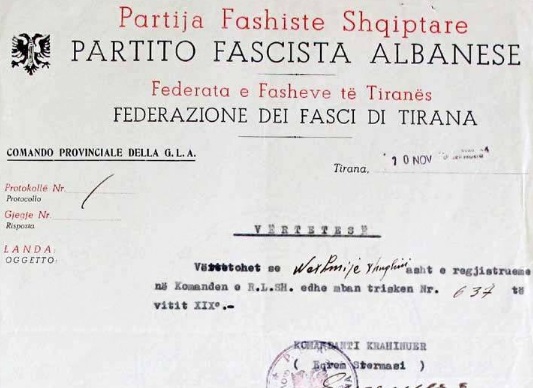 Partija Fashiste Shqiptare
PARTITO FASCISTA ALBANESE
Federata e Fasheve të Tiranës
FEDERAZIONE DEI FASCI DI TIRANA
COMANDO PROVINCIALE DELLA G.L.A.
Tirana, 10 NOV
Protokollë Nr.
Protocollo
Gjegje Nr.
Risposta
LANDA:
OGGETTO:
VËRTETESË
Vërtetohet se asht e regjistrueme
në Komanden e R.L.SH. edhe mban trisken Nr. 637 të
vitit XIXº.-
KOMANDANTI KRAHINUER
( Eqrem Stermasi )